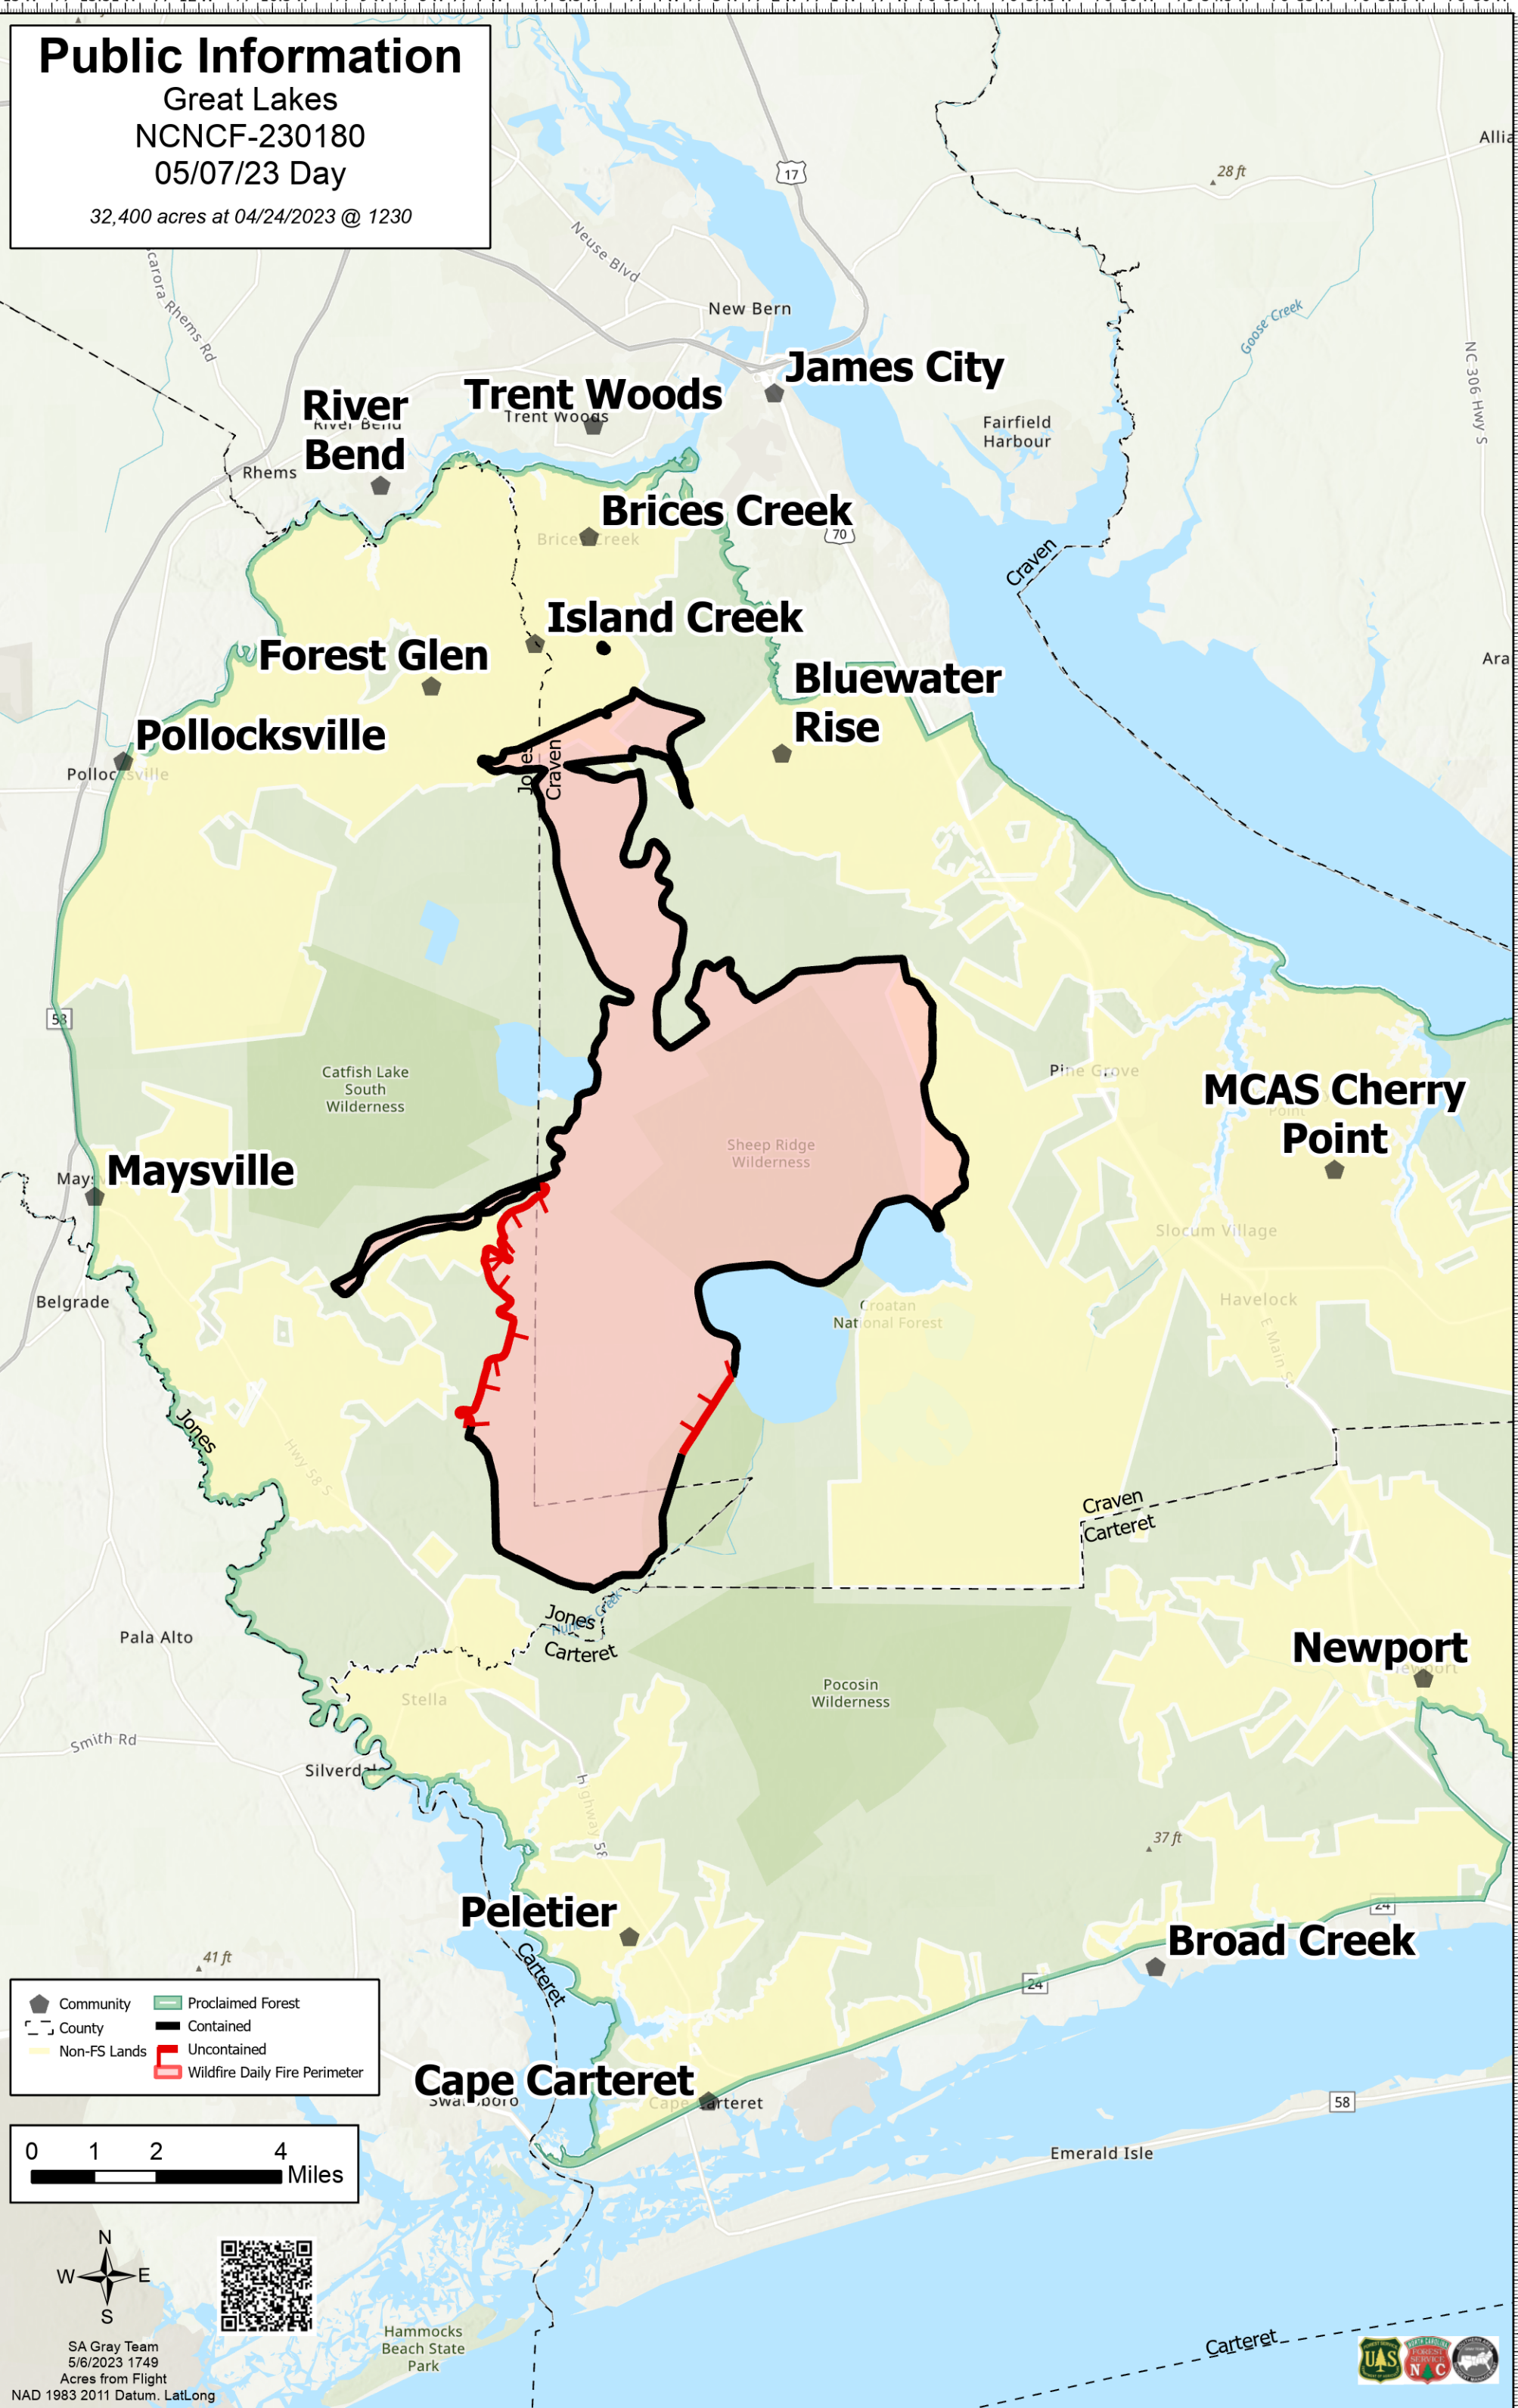 Public Information
Great Lakes
NCNCF-230180
05/07/23 Day
32,400 acres at 04/24/2023 @ 1230
17
28 ft
Neuse Blvd
Goose Creek
NC 306 Hwy S
New Bern
James City
Trent Woods
Trent Woods
River
Bend
River Bend
Fairfield
Harbour
Rhems
Brices Creek
Brices Creek
70
Craven
Island Creek
Forest Glen
Bluewater
Rise
Pollocksville
Jones
Craven
58
Catfish Lake
South
Wilderness
Pine Grove
MCAS Cherry
Point
Point
Sheep Ridge
Wilderness
Maysville
Slocum Village
Belgrade
Croatan
National Forest
Havelock
E Main St
Jones
Hwy 58 S
Craven
Carteret
Jones
Carteret
Pala Alto
Newport
Newport
Pocosin
Wilderness
Stella
Smith Rd
Silverdale
Highway 58
37 ft
Peletier
24
Broad Creek
Carteret
41 ft
24
Community
County
Non-FS Lands
Proclaimed Forest
Contained
Uncontained
Wildfire Daily Fire Perimeter
Cape Carteret
Cape Carteret
58
Emerald Isle
0 1 2 4
Miles
N
W E
S
Hammocks
Beach State
Park
Carteret
SA Gray Team
5/6/2023 1749
Acres from Flight
NAD 1983 2011 Datum. LatLong